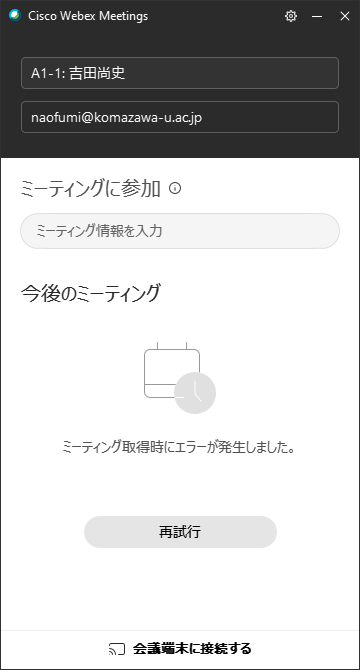 Cisco Webex Meetings
A1-1: 吉田尚史
naofumi@komazawa-u.ac.jp
ミーティングに参加
ミーティング情報を入力
今後のミーティング
ミーティング取得時にエラーが発生しました。
再試行
会議端末に接続する